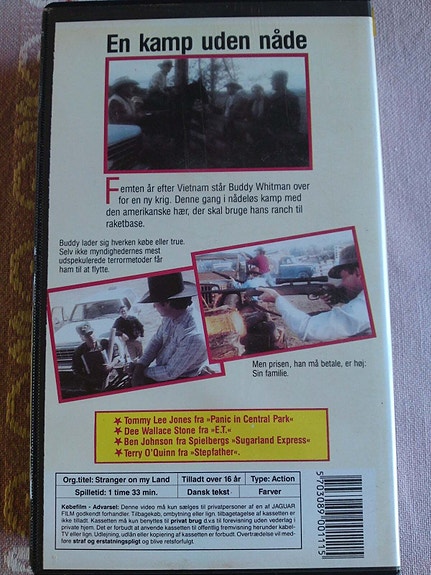 En kamp uden nåde
Femten år efter Vietnam står Buddy Whitman over
for en ny krig. Denne gang i nådeløs kamp med
den amerikanske hær, der skal bruge hans ranch til
raketbase.
Buddy lader sig hverken købe eller true.
Selv ikke myndighedernes mest
udspekulerede terrormetoder får
ham til at flytte.
Men prisen, han må betale, er høj:
Sin familie.
★ Tommy Lee Jones fra »Panic in Central Park«
★ Dee Wallace Stone fra »E.T.«
★ Ben Johnson fra Spielbergs »Sugarland Express«
★ Terry O'Quinn fra »Stepfather«.
Org.titel: Stranger on my Land Tilladt over 16 år Type: Action
Spilletid: 1 time 33 min. Dansk tekst Farver
Købefilm - Advarsel: Denne video må kun sælges til privatpersoner af en af JAGUAR
FILM godkendt forhandler. Tilbagekøb, ombytning eller lign. tilbagetagelse af kassetten er
ikke tilladt. Kassetten må kun benyttes til privat brug d.v.s til forevisning uden vederlag i
private hjem. Det er forbudt at anvende kassetten til offentlig fremvisning herunder kabel-
TV eller lign. Udlejning, udlån eller kopiering af kassetten er forbudt. Overtrædelse vil med-
føre straf og erstatningspligt og blive retsforfulgt.
5703089001115